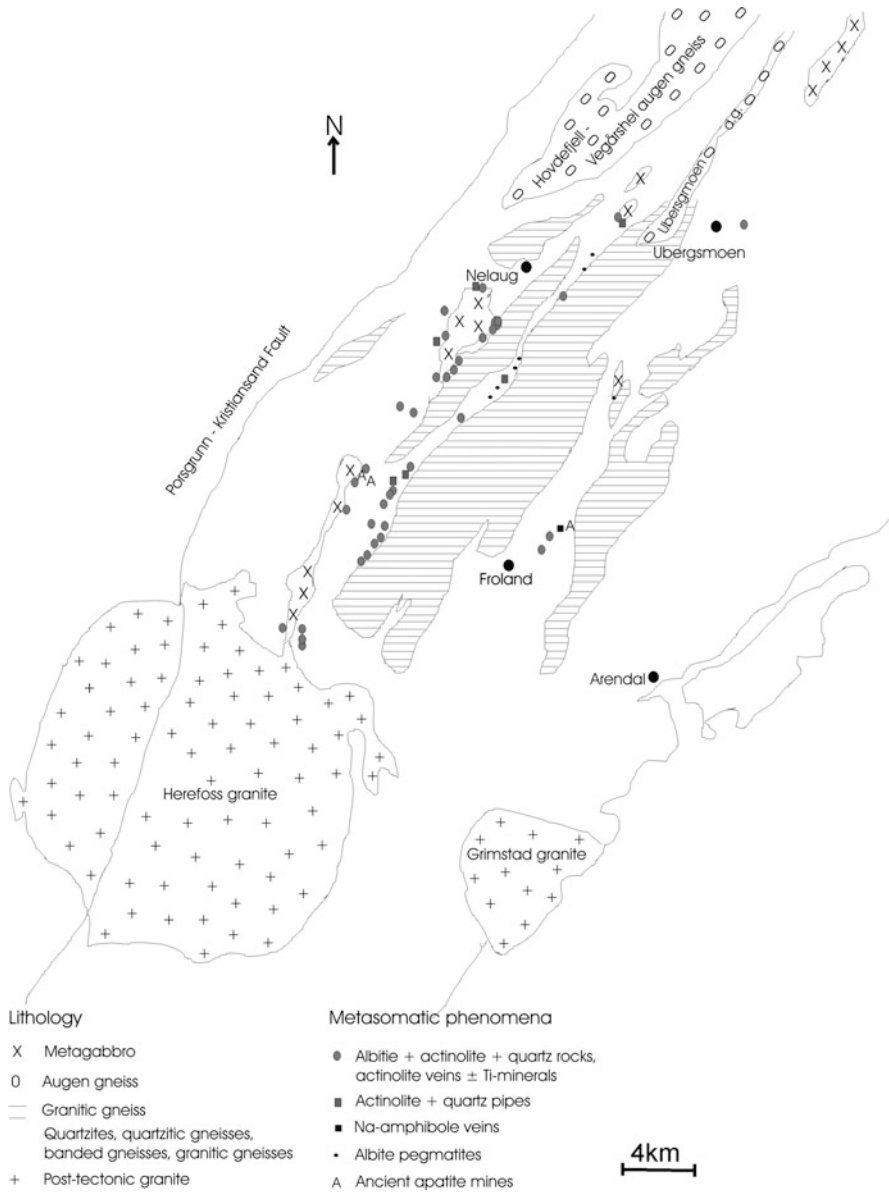 N
Hovdefjell -
Vegårshei augen gneiss
Ubersgmoen a.g.
Ubergsmoen
Nelaug
Porsgrunn - Kristiansand Fault
A A
A
Froland
Arendal
Herefoss granite
Grimstad granite
Lithology
X Metagabbro
0 Augen gneiss
Granitic gneiss
Quartzites, quartzitic gneisses,
banded gneisses, granitic gneisses
+ Post-tectonic granite
Metasomatic phenomena
Albitie + actinolite + quartz rocks,
actinolite veins ± Ti-minerals
Actinolite + quartz pipes
Na-amphibole veins
Albite pegmatites
A Ancient apatite mines
4km